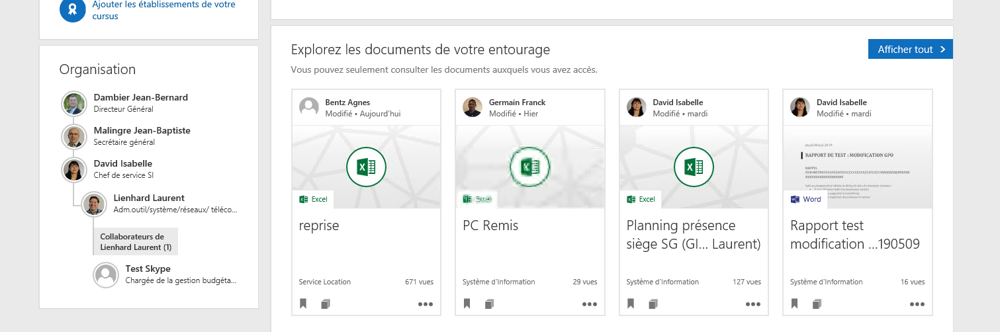 Ajouter les établissements de votre
cursus
Organisation
Dambier Jean-Bernard
Directeur Général
Malingre Jean-Baptiste
Secrétaire général
David Isabelle
Chef de service SI
Lienhard Laurent
Adm.outil/système/réseaux/ téléco...
Collaborateurs de
Lienhard Laurent (1)
Test Skype
Chargée de la gestion budgéta...
Explorez les documents de votre entourage
Afficher tout
Vous pouvez seulement consulter les documents auxquels vous avez accès.
Bentz Agnes
Modifié • Aujourd'hui
Excel
reprise
Service Location
671 vues
Germain Franck
Modifié • Hier
Excel
PC Remis
Système d'Information
29 vues
David Isabelle
Modifié • mardi
Excel
Planning présence
siège SG (GI... Laurent)
Système d'Information
127 vues
David Isabelle
Modifié • mardi
RAPPORT DE TEST : MODIFICATION GPO
RAPPEL
Word
Rapport test
modification ...190509
Système d'Information
16 vues